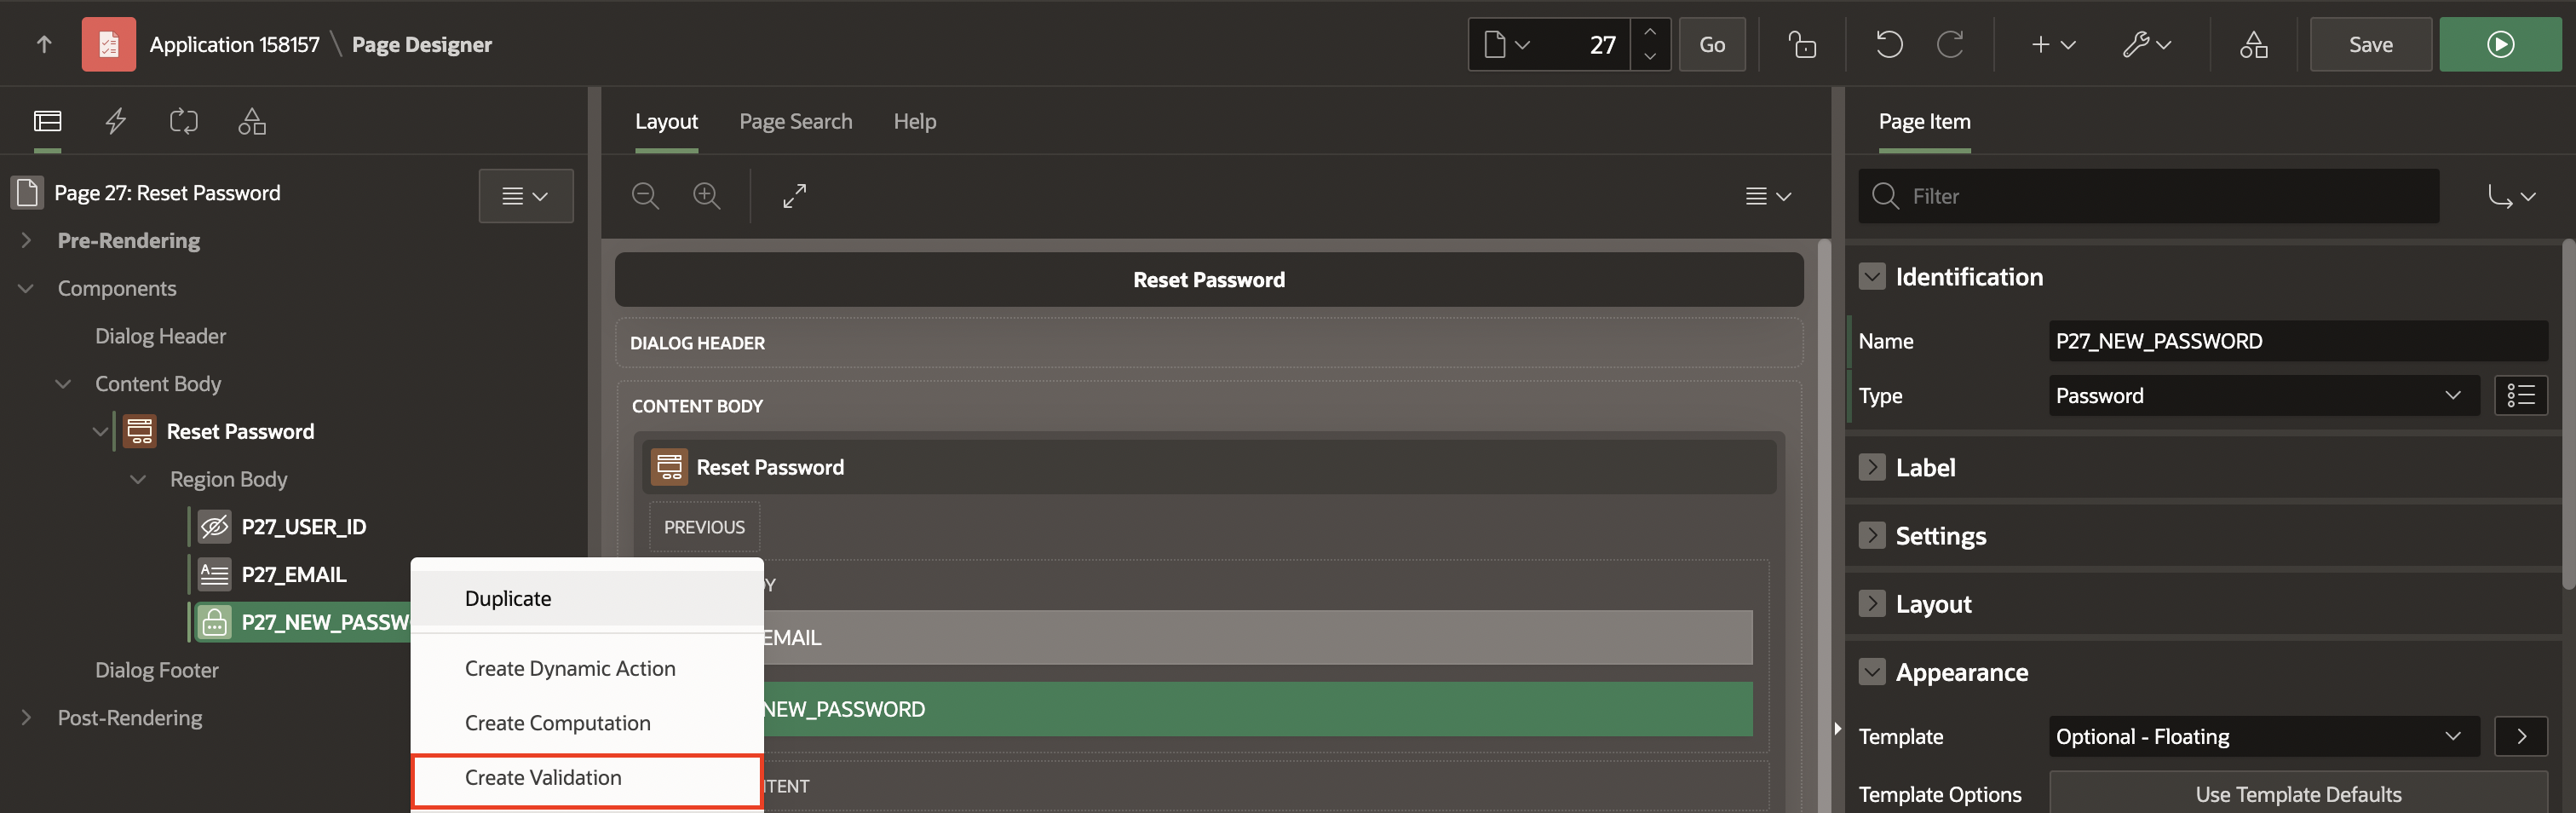 Application 158157 \ Page Designer
27
Go
Save
Layout
Page Search
Help
Page Item
Page 27: Reset Password
Filter
Pre-Rendering
Components
Dialog Header
Content Body
Reset Password
Region Body
P27_USER_ID
P27_EMAIL
P27_NEW_PASSW
Dialog Footer
Post-Rendering
Duplicate
Create Dynamic Action
Create Computation
Create Validation
Reset Password
DIALOG HEADER
CONTENT BODY
Reset Password
PREVIOUS
EMAIL
NEW_PASSWORD
Identification
Name
P27_NEW_PASSWORD
Type
Password
Label
Settings
Layout
Appearance
Template
Optional - Floating
Template Options
Use Template Defaults